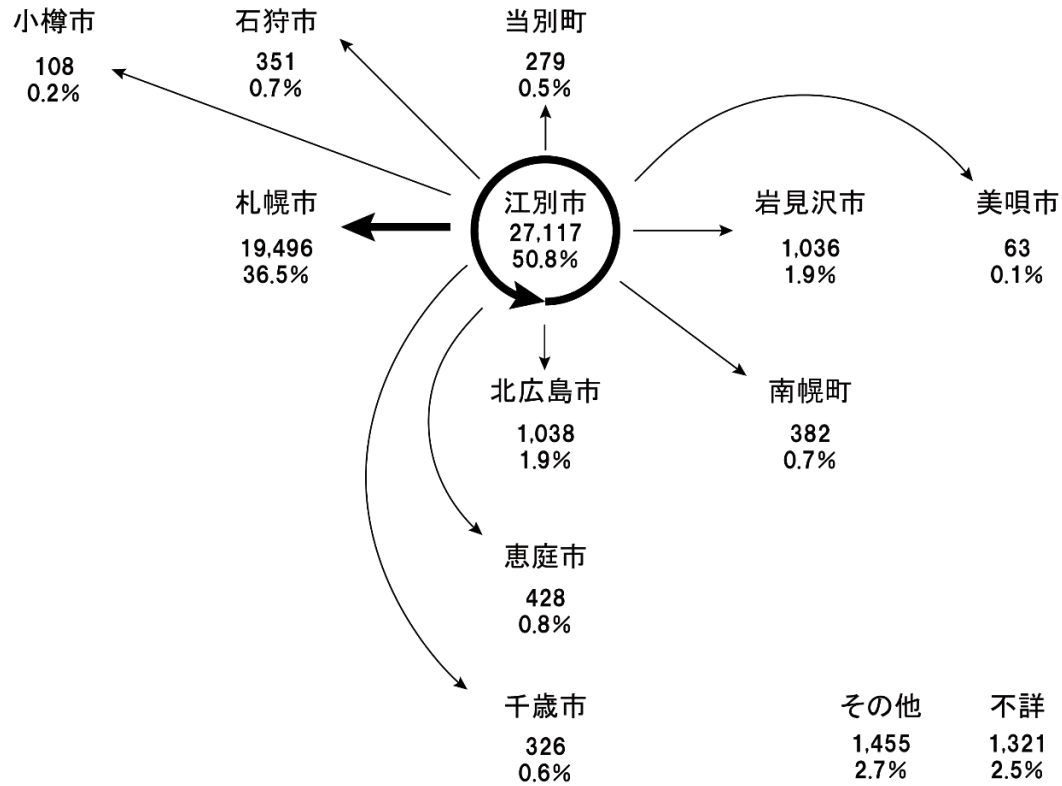 小樽市
108
0.2%
石狩市
351
0.7%
当別町
279
0.5%
札幌市
19,496
36.5%
江別市
27,117
50.8%
岩見沢市
1,036
1.9%
美唄市
63
0.1%
北広島市
1,038
1.9%
南幌町
382
0.7%
恵庭市
428
0.8%
千歳市
326
0.6%
その他
1,455
2.7%
不詳
1,321
2.5%